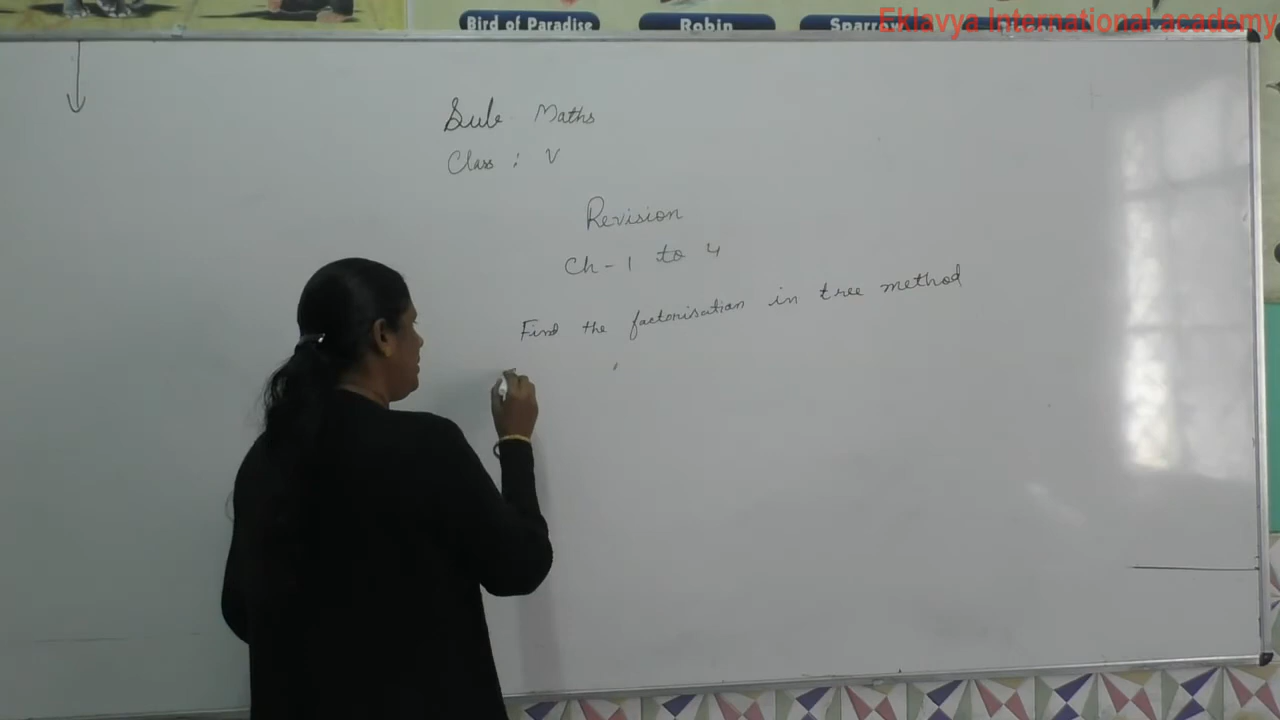 Bird of Paradise Robin Sparrow
Eklavya International academy
Sub Maths
Class : V
Revision
Ch - 1 to 4
Find the factorisation in tree method